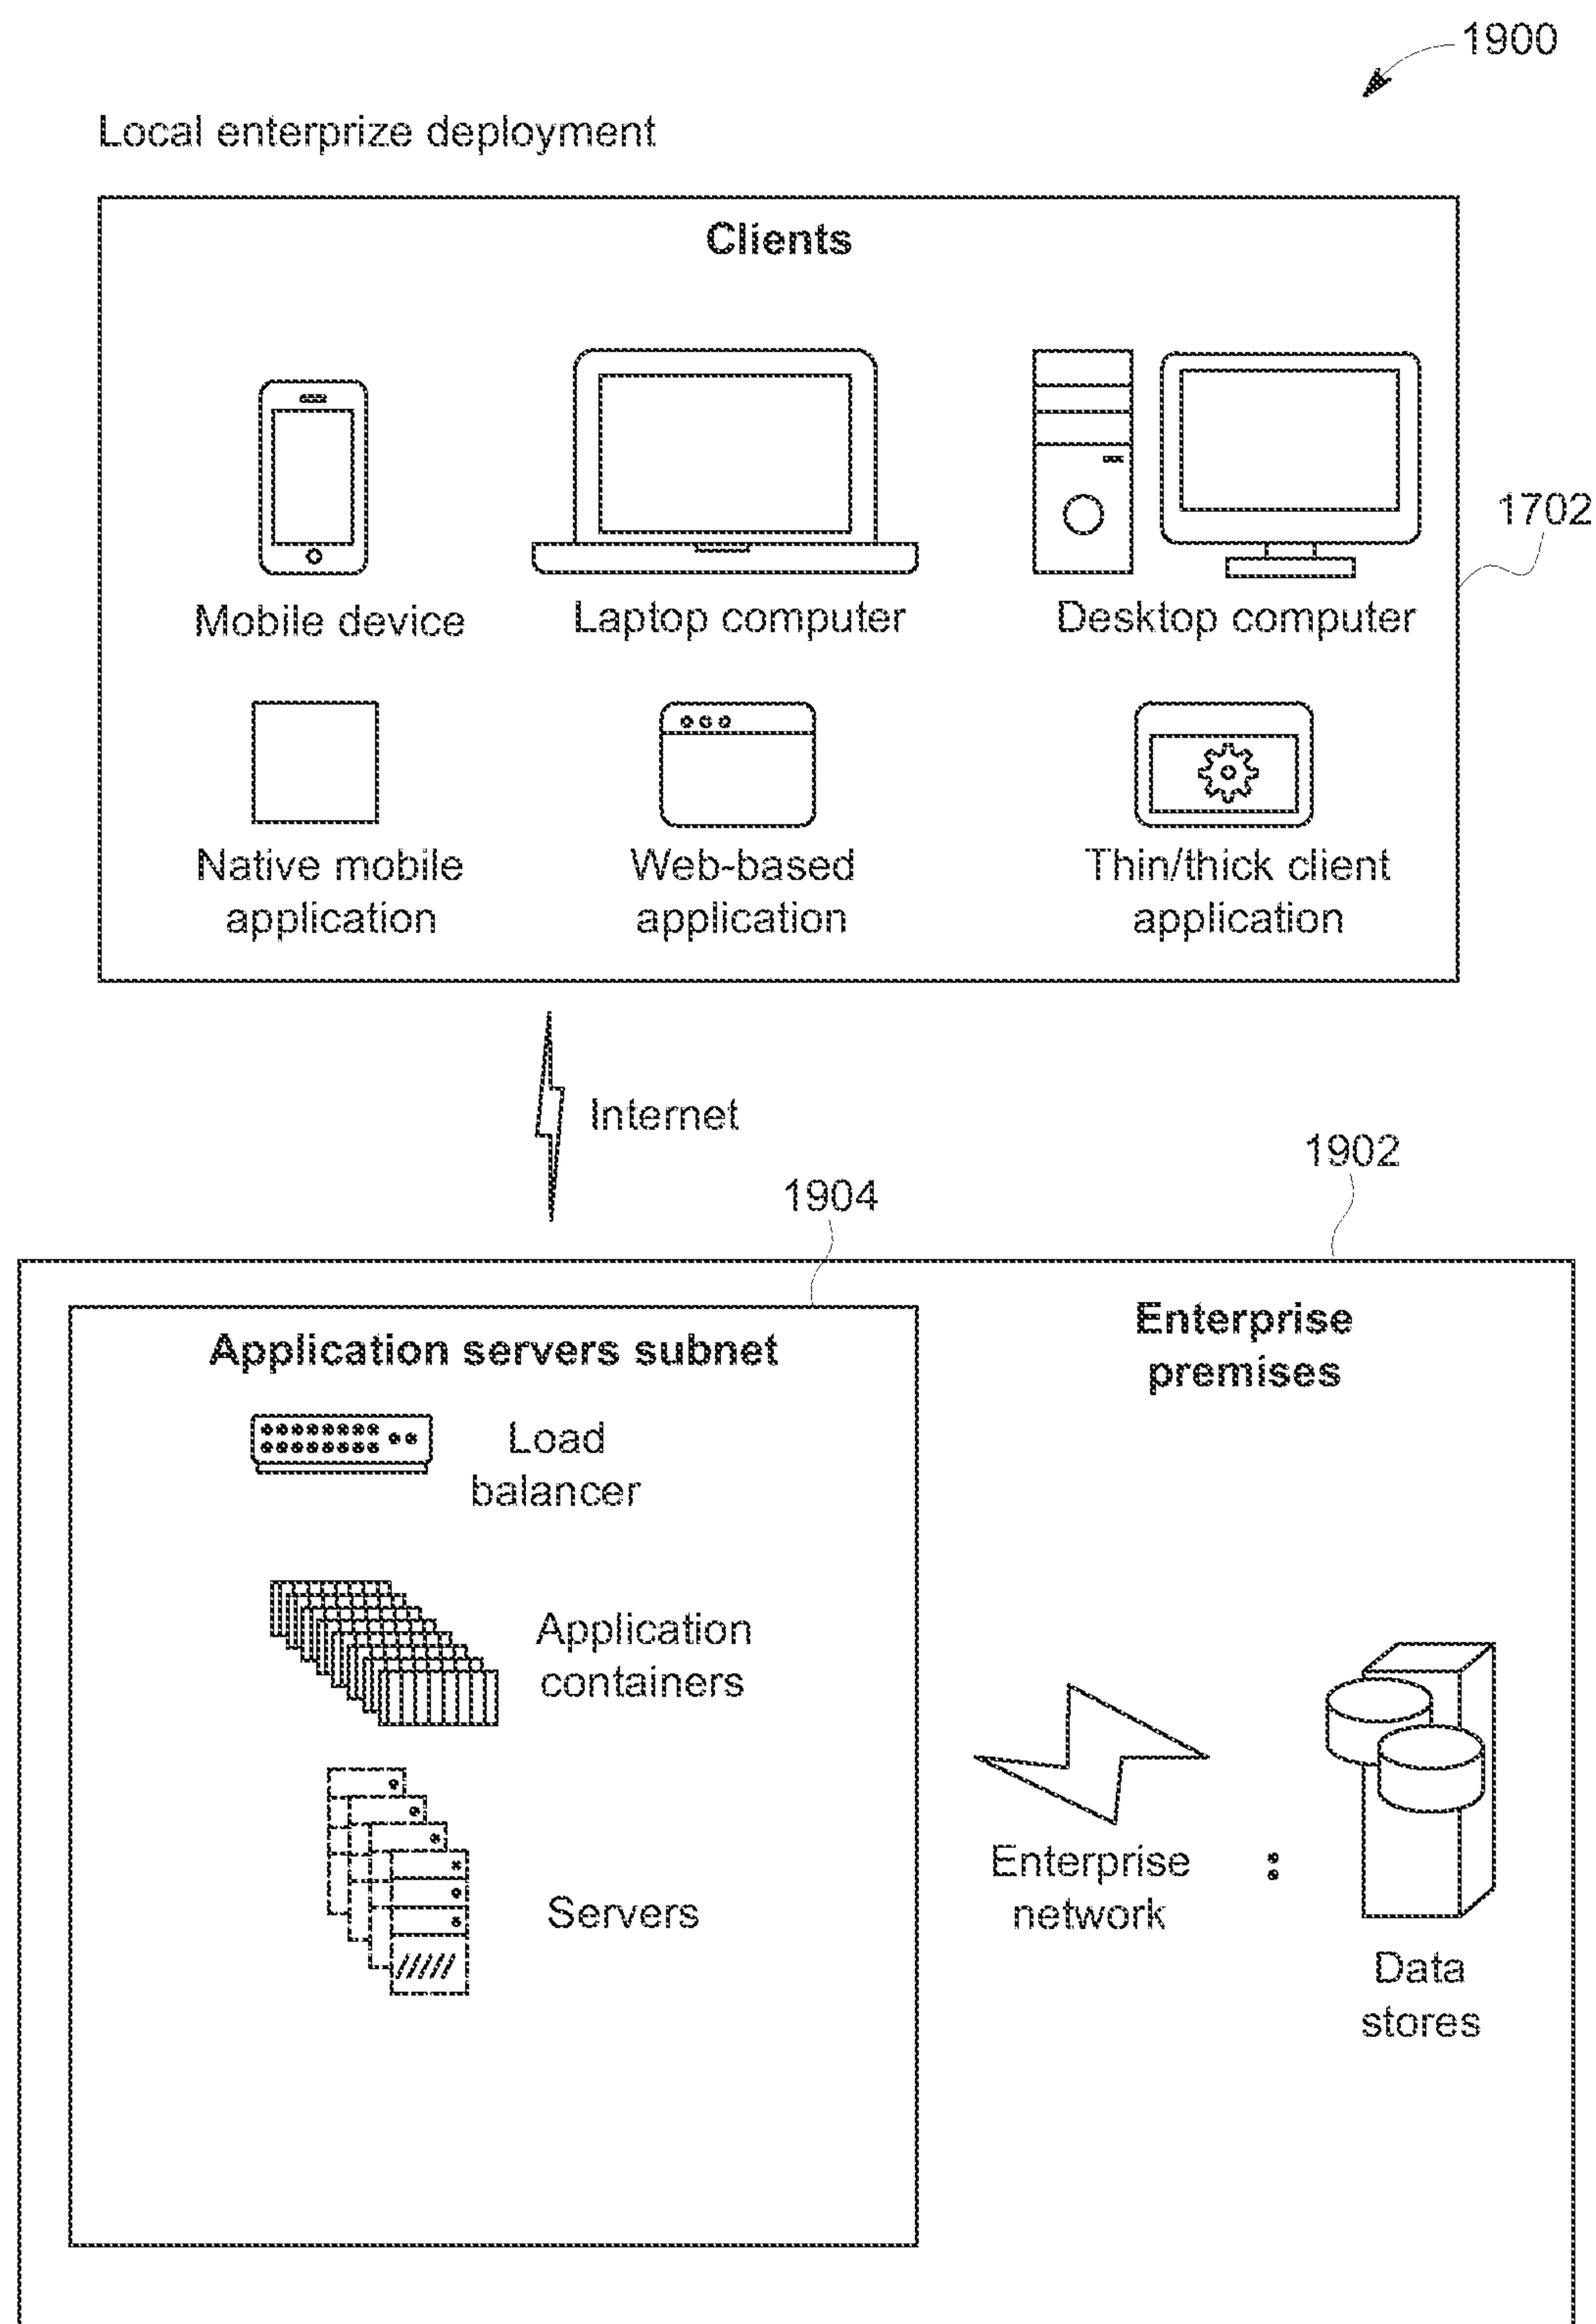 1900
Local enterprize deployment
Clients
1702
Mobile device
Laptop computer
Desktop computer
Native mobile
application
Web-based
application
Thin/thick client
application
Internet
1902
1904
Application servers subnet
Enterprise
premises
Load
balancer
Application
containers
Servers
Enterprise
network
:
Data
stores